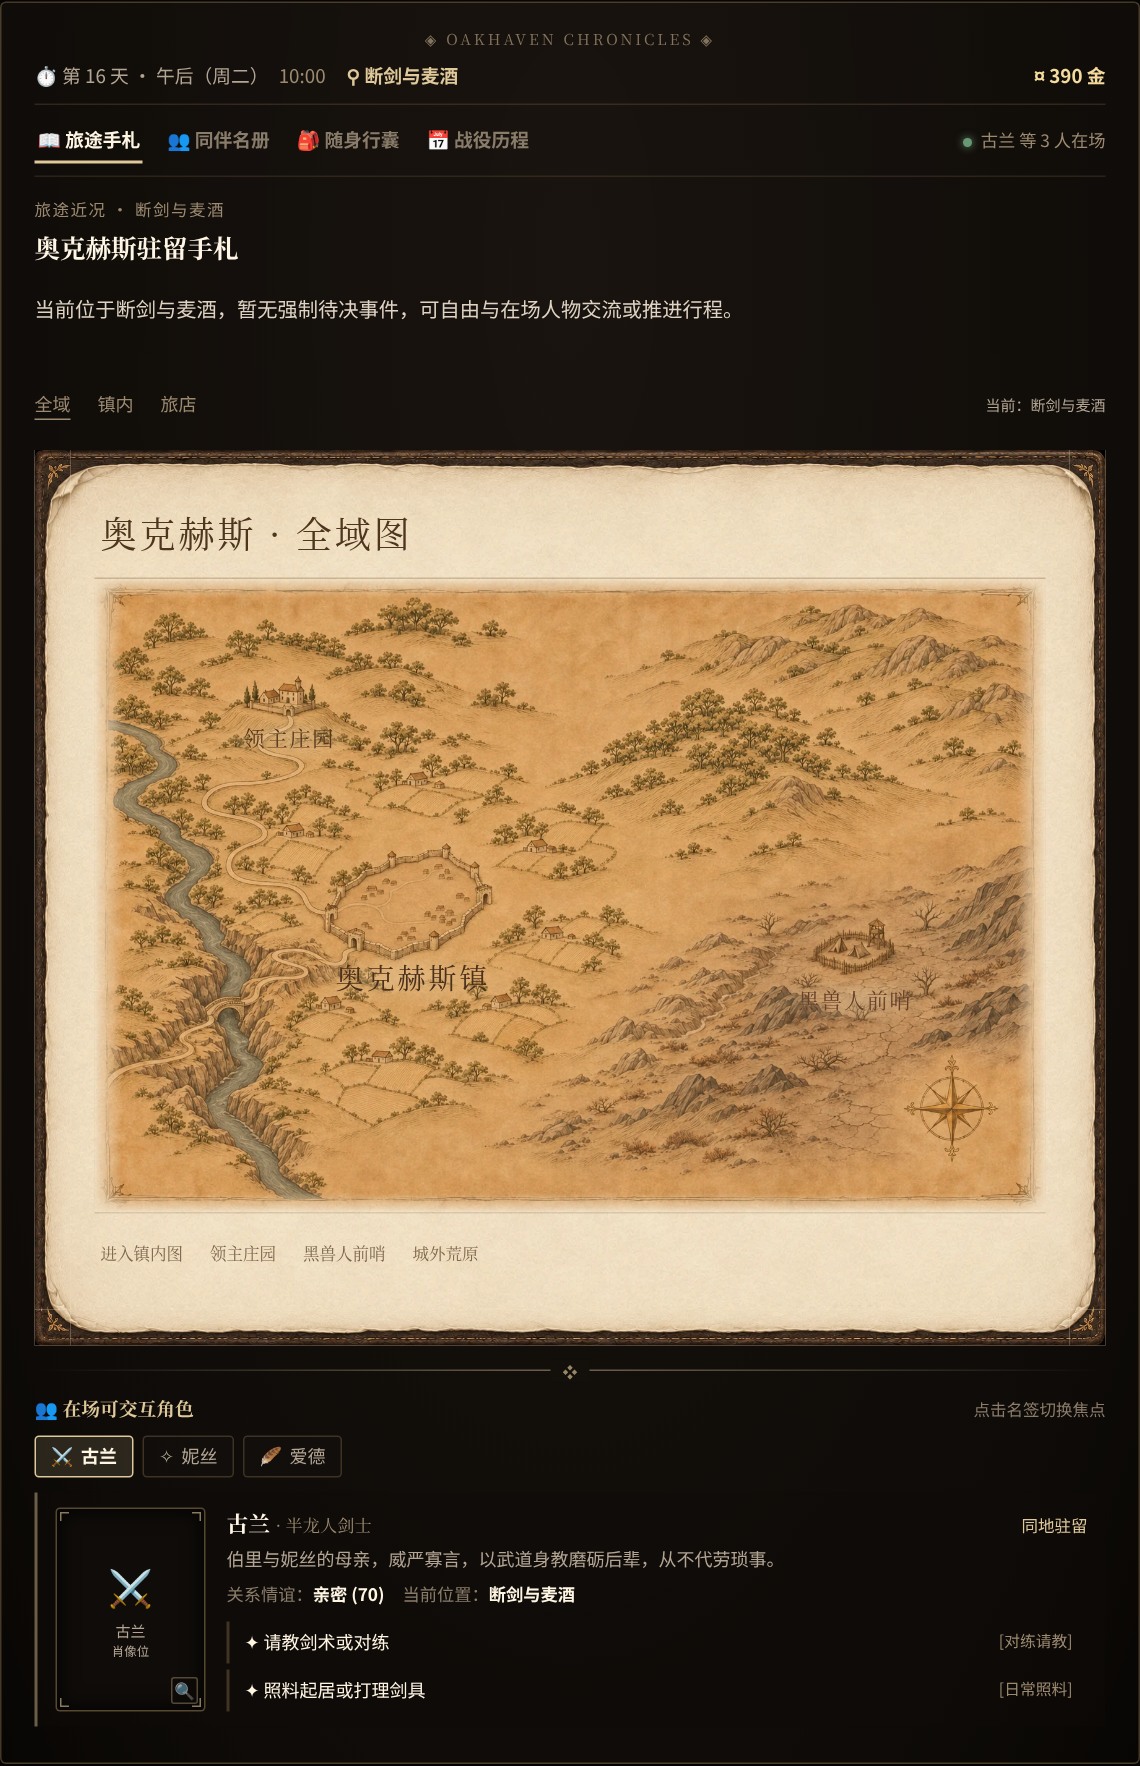 ◈ OAKHAVEN CHRONICLES ◈
第 16 天 · 午后（周二） 10:00 断剑与麦酒
¤ 390 金
旅途手札 同伴名册 随身行囊 战役历程
古兰 等 3 人在场
旅途近况 · 断剑与麦酒
奥克赫斯驻留手札
当前位于断剑与麦酒，暂无强制待决事件，可自由与在场人物交流或推进行程。
全域 镇内 旅店
当前：断剑与麦酒
奥克赫斯 · 全域图
领主庄园
奥克赫斯镇
黑兽人前哨
进入镇内图 领主庄园 黑兽人前哨 城外荒原
在场可交互角色
点击名签切换焦点
古兰 妮丝 爱德
古兰 · 半龙人剑士
同地驻留
伯里与妮丝的母亲，威严寡言，以武道身教磨砺后辈，从不代劳琐事。
关系情谊：亲密 (70) 当前位置：断剑与麦酒
古兰
肖像位
✦ 请教剑术或对练
[对练请教]
✦ 照料起居或打理剑具
[日常照料]